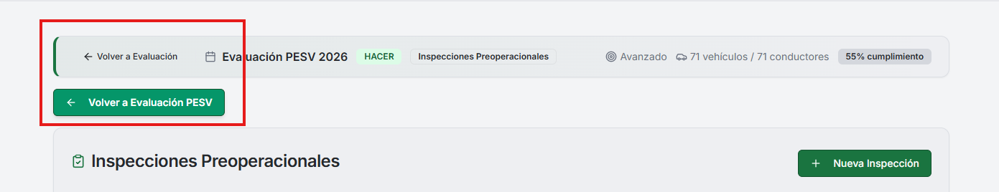 Volver a Evaluación Evaluación PESV 2026 HACER Inspecciones Preoperacionales Avanzado 71 vehículos / 71 conductores 55% cumplimiento
Volver a Evaluación PESV
Inspecciones Preoperacionales Nueva Inspección